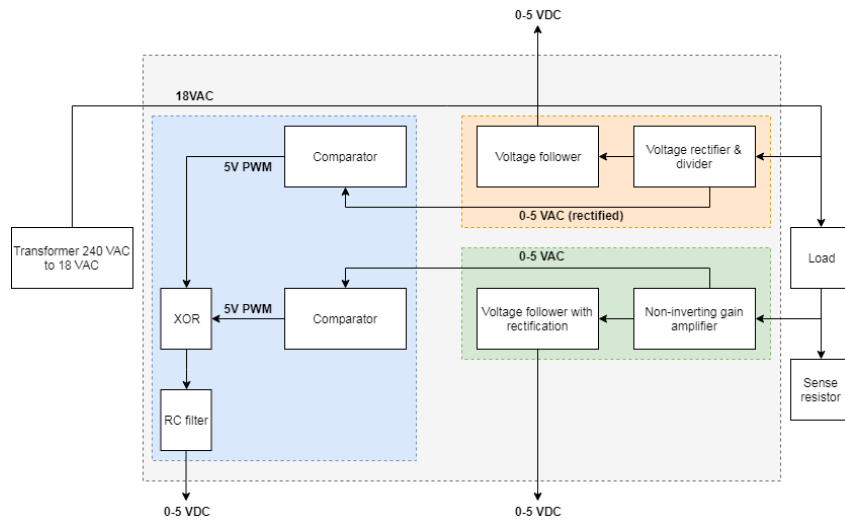 0-5 VDC
18VAC
Comparator
5V PWM
Voltage follower
Voltage rectifier &
divider
0-5 VAC (rectified)
Transformer 240 VAC
to 18 VAC
0-5 VAC
Load
XOR
5V PWM
Comparator
Voltage follower with
rectification
Non-inverting gain
amplifier
Sense
resistor
RC filter
0-5 VDC
0-5 VDC